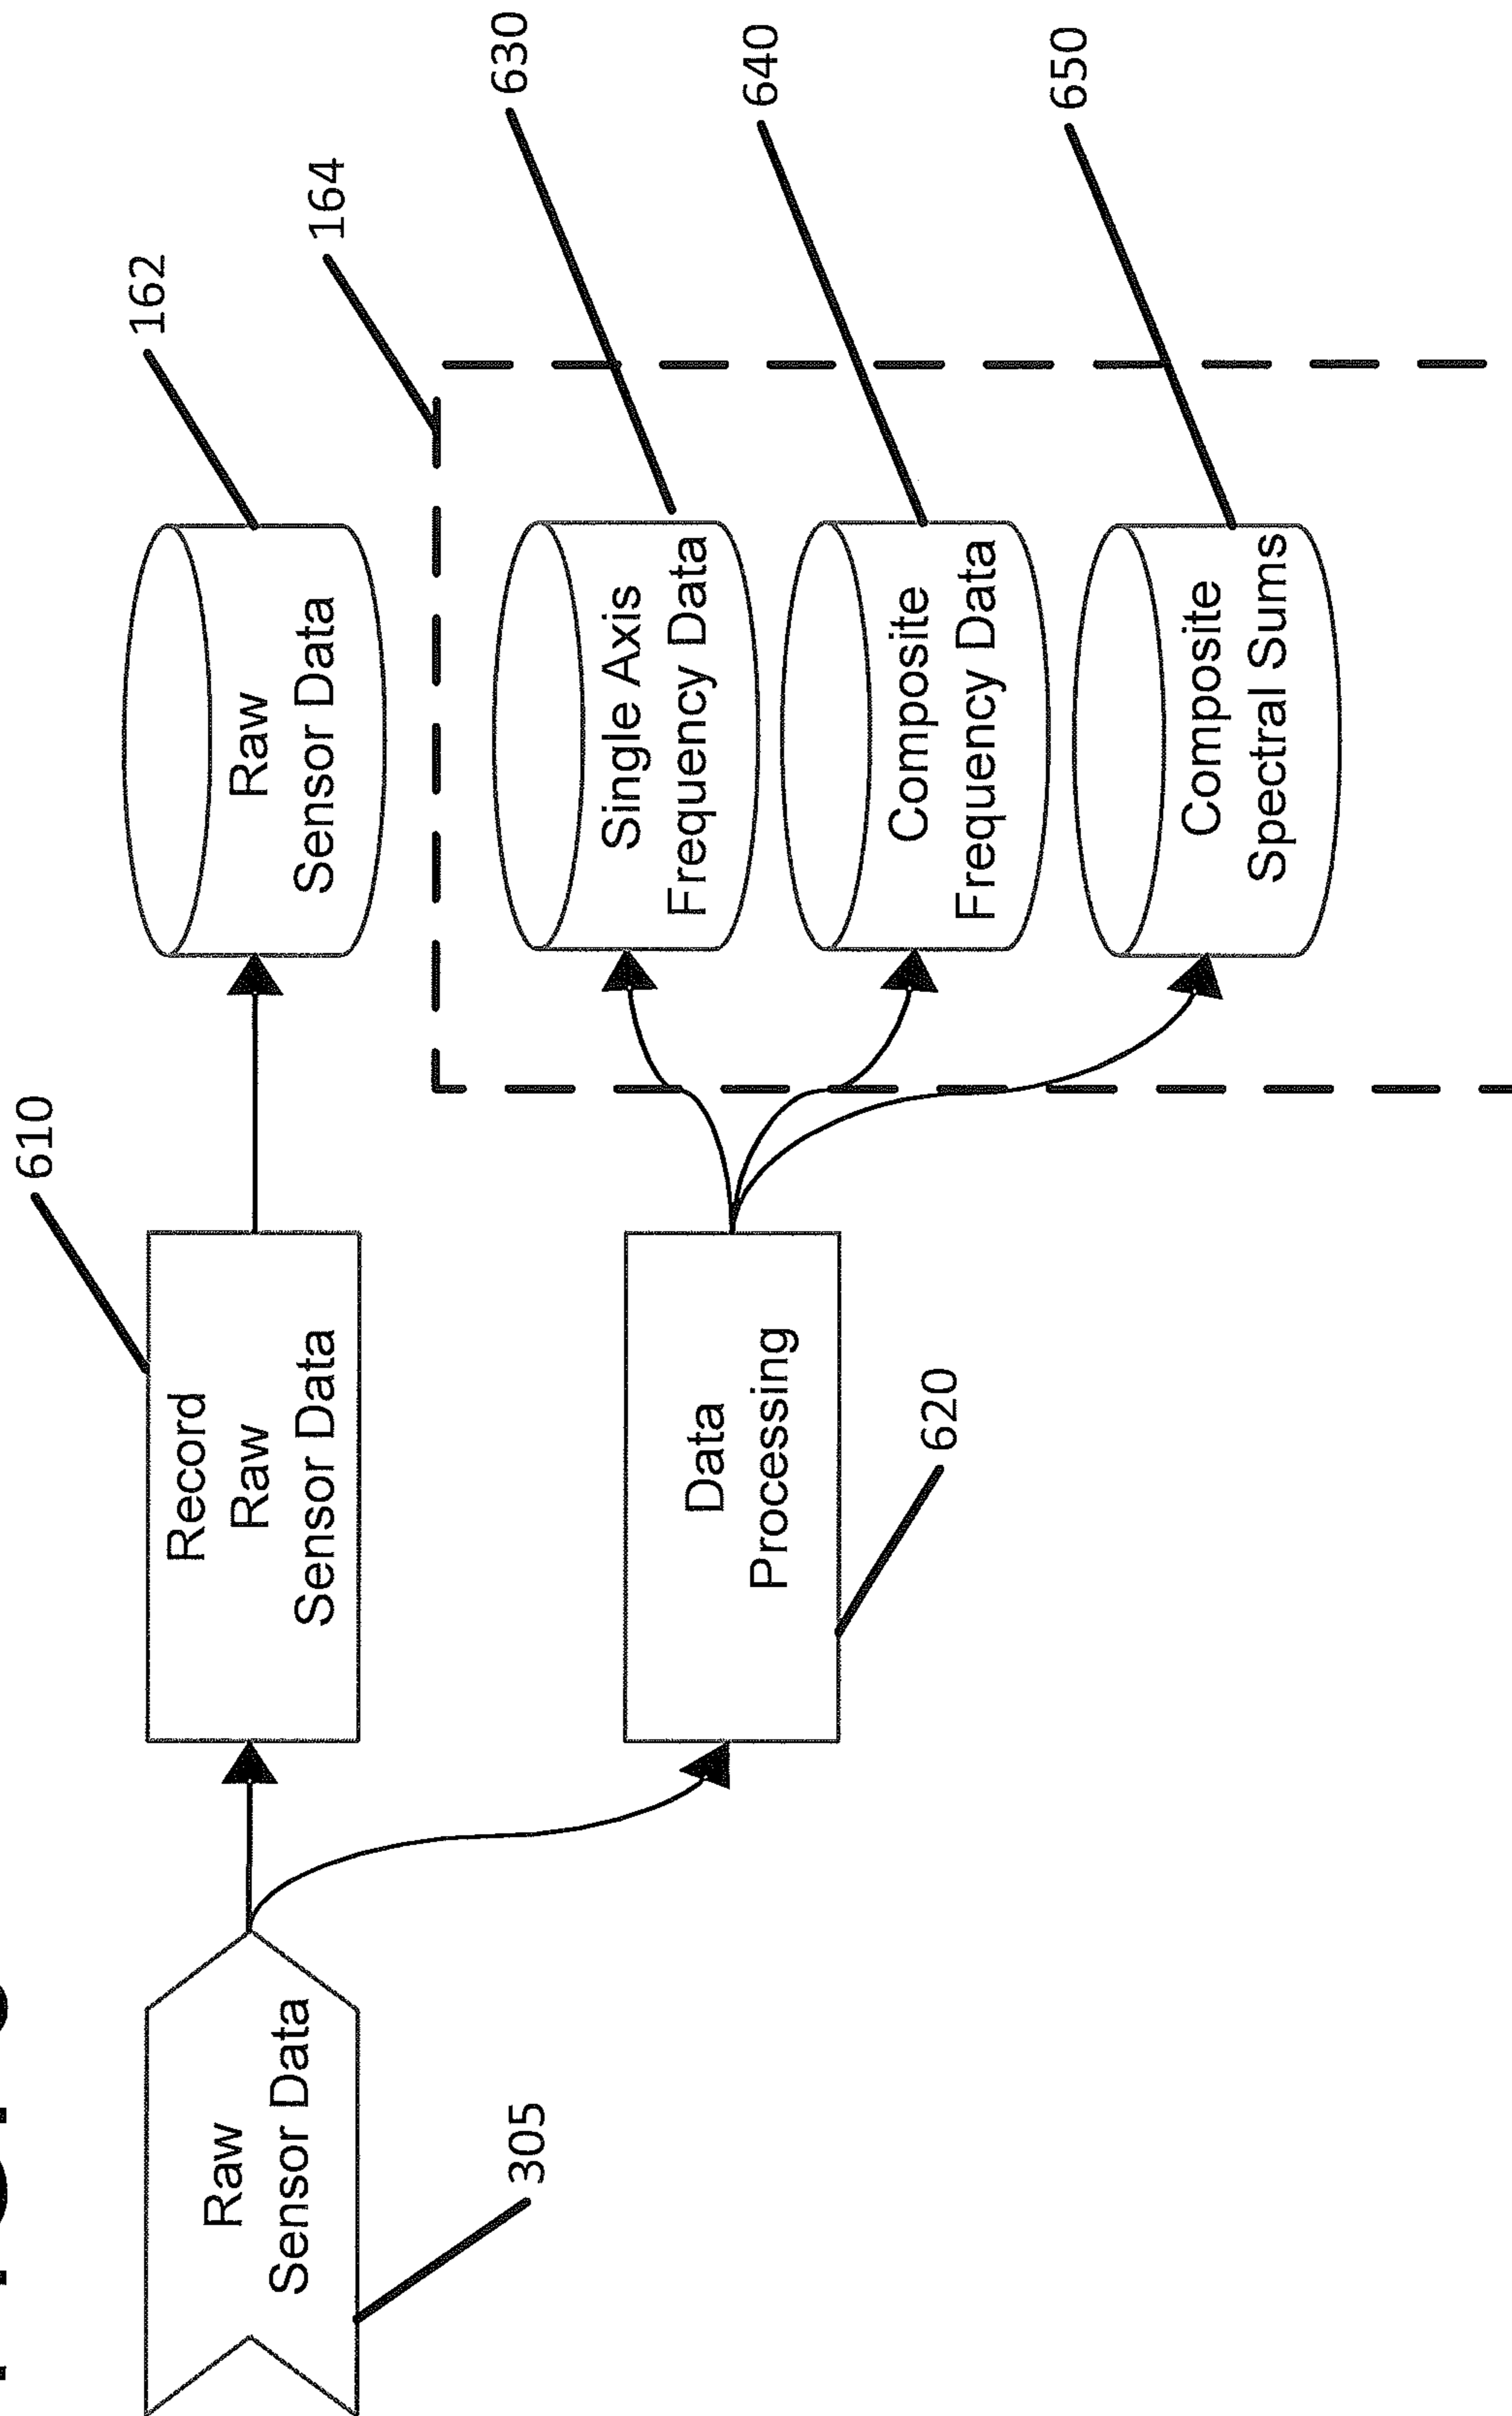 610
162
164
630
640
650
Raw
Sensor Data
305
Record
Raw
Sensor Data
Raw
Sensor Data
Data
Processing
620
Single Axis
Frequency Data
Composite
Frequency Data
Composite
Spectral Sums